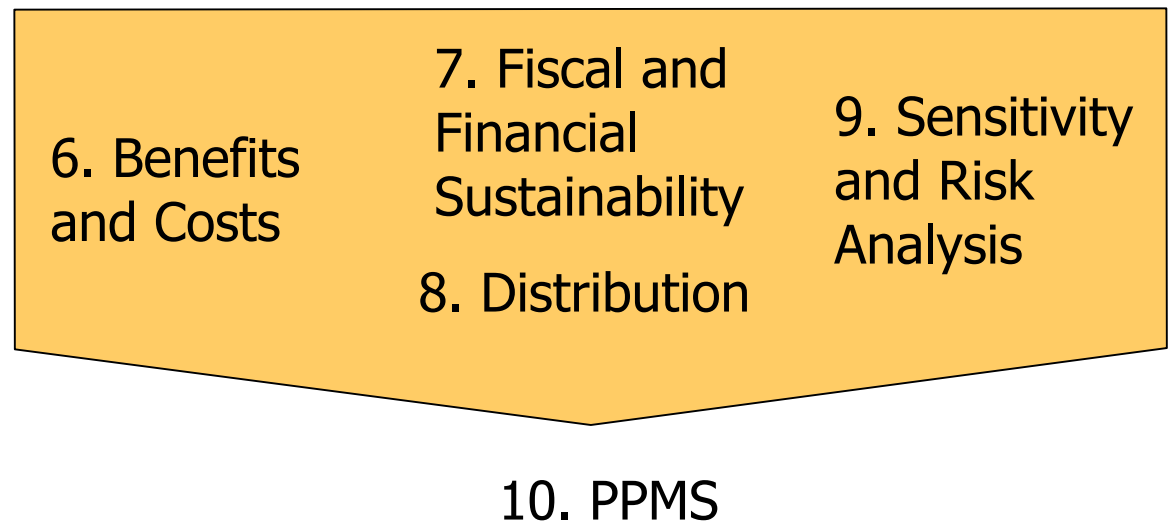 6. Benefits
and Costs
7. Fiscal and
Financial
Sustainability
8. Distribution
9. Sensitivity
and Risk
Analysis
10. PPMS